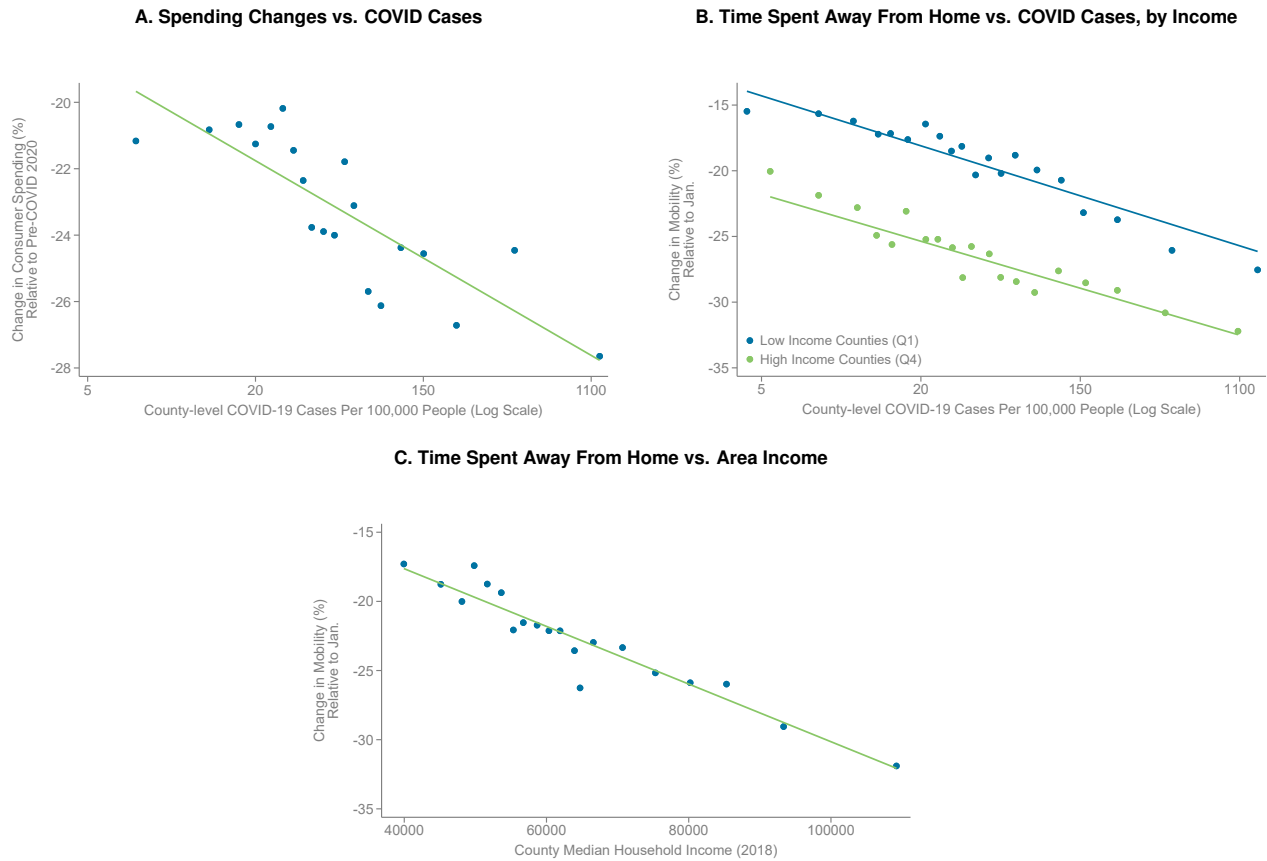 A. Spending Changes vs. COVID Cases
Change in Consumer Spending (%)
Relative to Pre-COVID 2020
-20
-22
-24
-26
-28
5
20
150
1100
County-level COVID-19 Cases Per 100,000 People (Log Scale)
B. Time Spent Away From Home vs. COVID Cases, by Income
Change in Mobility (%)
Relative to Jan.
-15
-20
-25
-30
-35
Low Income Counties (Q1)
High Income Counties (Q4)
5
20
150
1100
County-level COVID-19 Cases Per 100,000 People (Log Scale)
C. Time Spent Away From Home vs. Area Income
Change in Mobility (%)
Relative to Jan.
-15
-20
-25
-30
-35
40000
60000
80000
100000
County Median Household Income (2018)